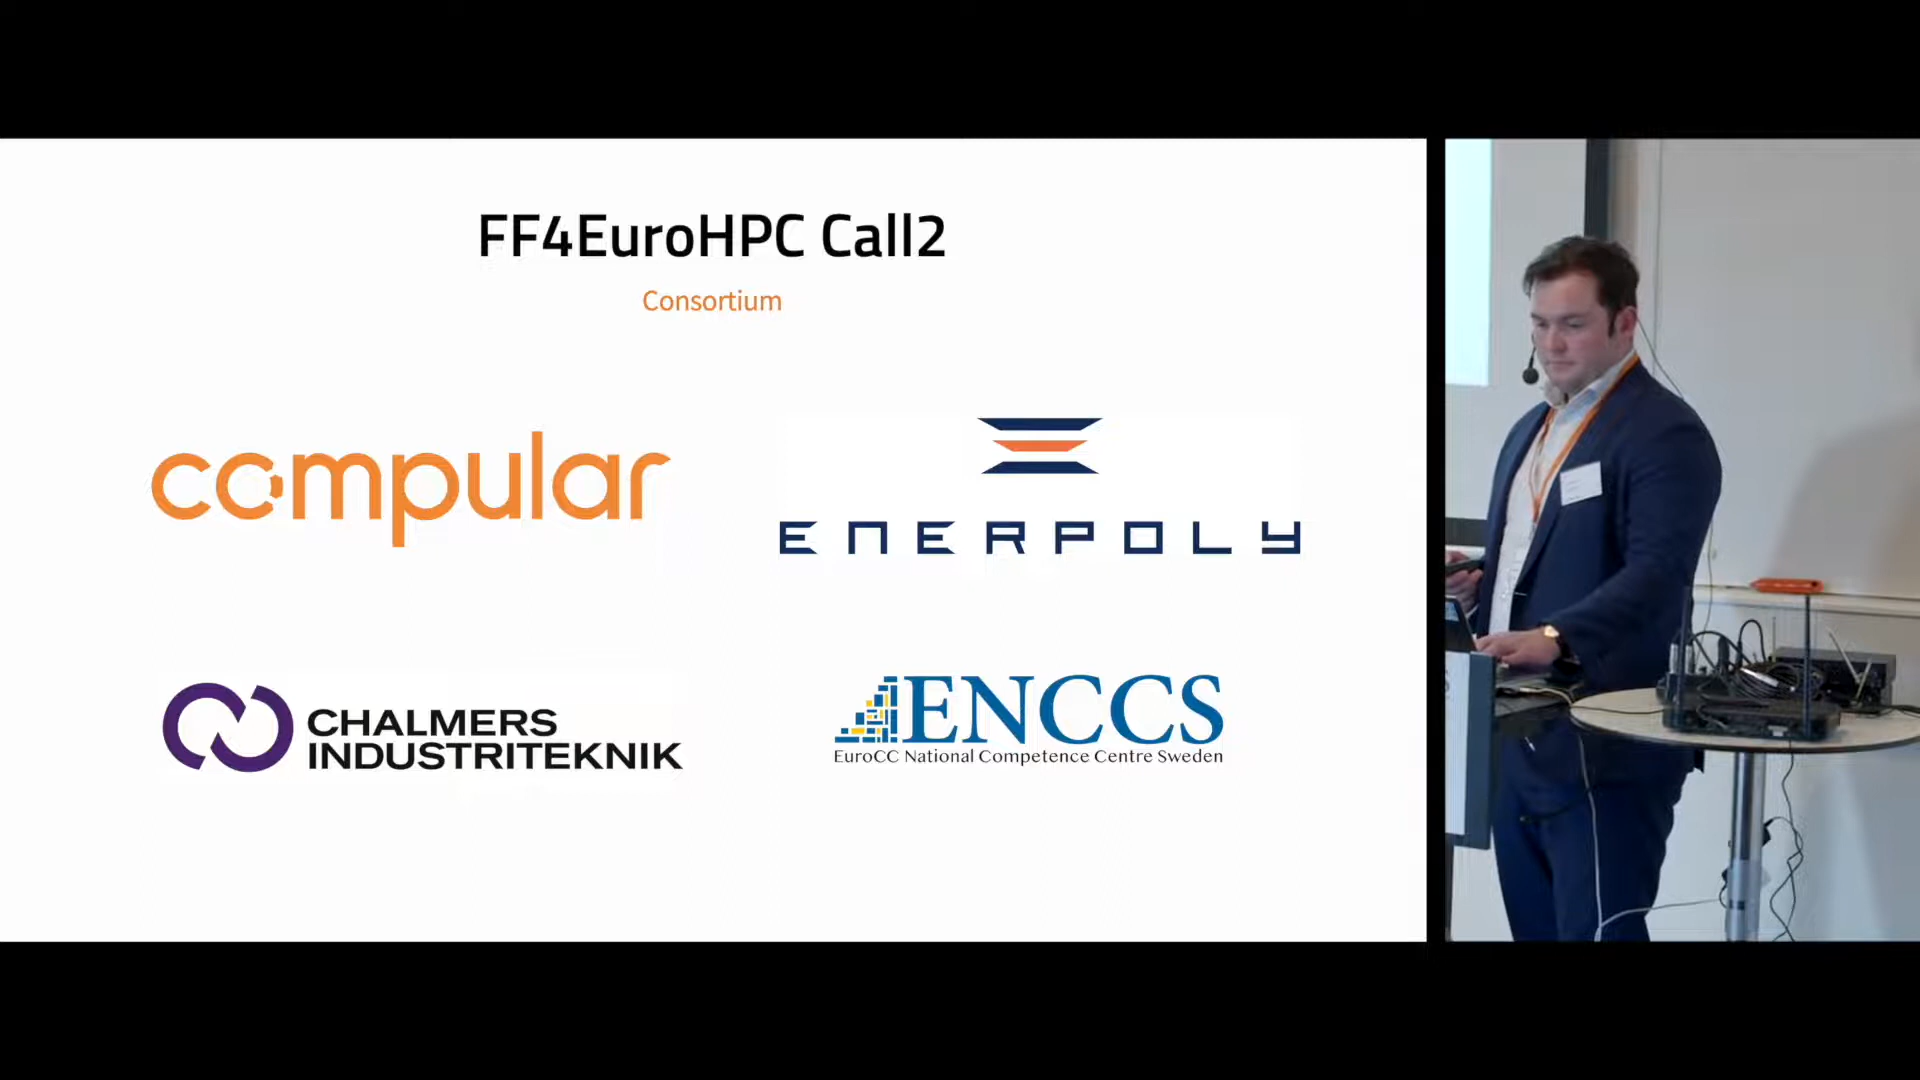 FF4EuroHPC Call2
Consortium
compular
ENERPOLY
CHALMERS
INDUSTRITEKNIK
ENCCS
EuroCC National Competence Centre Sweden